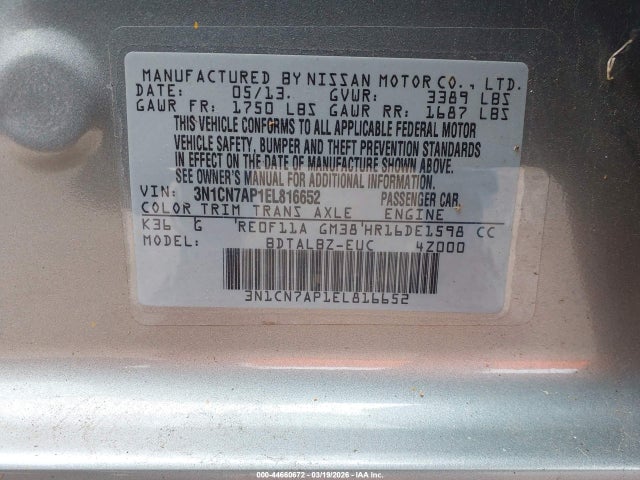 MANUFACTURED BY NISSAN MOTOR CO., LTD.
DATE: 05/13. GVWR: 3389 LBS
GAWR FR: 1750 LBS GAWR RR: 1687 LBS
THIS VEHICLE CONFORMS TO ALL APPLICABLE FEDERAL MOTOR
VEHICLE SAFETY, BUMPER AND THEFT PREVENTION STANDARDS
IN EFFECT ON THE DATE OF MANUFACTURE SHOWN ABOVE.
SEE OWNER'S MANUAL FOR ADDITIONAL INFORMATION.
VIN: 3N1CN7AP1EL816652 PASSENGER CAR
COLOR TRIM TRANS AXLE ENGINE
K36 G 'RE0F11A GM38'HR16DE1598 CC
MODEL: BDTALBZ-EUC 4Z000
3N1CN7AP1EL816652
000-44660672 - 03/19/2026 - IAA Inc.